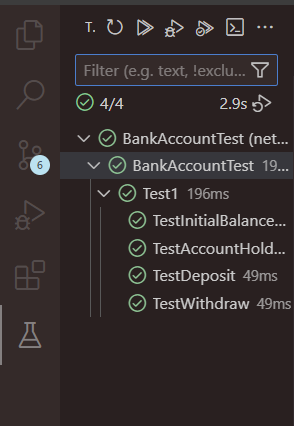 T.
Filter (e.g. text, !exclu...
4/4 2.9s
BankAccountTest (net...
6
BankAccountTest 19...
Test1 196ms
TestInitialBalance...
TestAccountHold...
TestDeposit 49ms
TestWithdraw 49ms